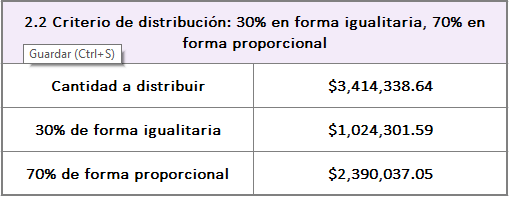 2.2 Criterio de distribución: 30% en forma igualitaria, 70% en
forma proporcional
Guardar (Ctrl+S)
Cantidad a distribuir $3,414,338.64
30% de forma igualitaria $1,024,301.59
70% de forma proporcional $2,390,037.05